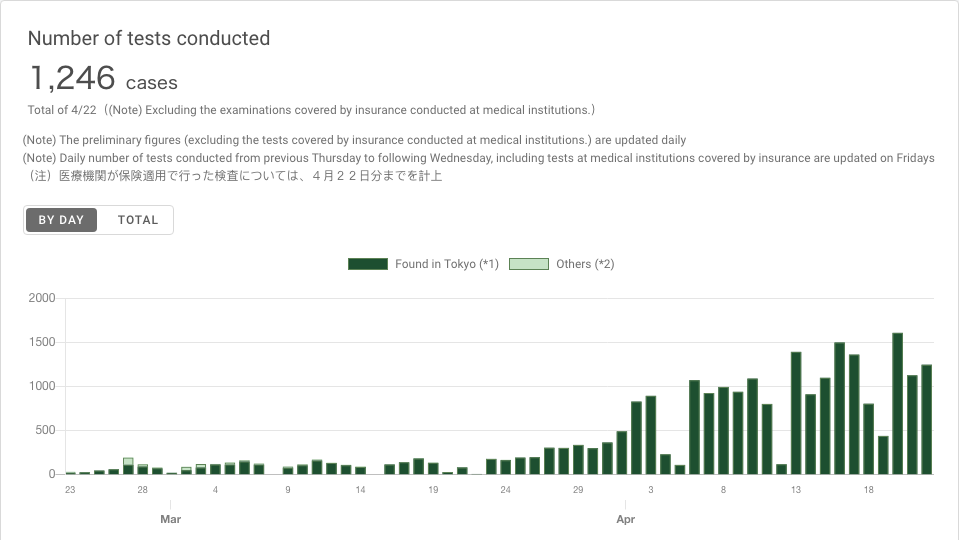 Number of tests conducted
1,246 cases
Total of 4/22（(Note) Excluding the examinations covered by insurance conducted at medical institutions.）
(Note) The preliminary figures (excluding the tests covered by insurance conducted at medical institutions.) are updated daily
(Note) Daily number of tests conducted from previous Thursday to following Wednesday, including tests at medical institutions covered by insurance are updated on Fridays
（注）医療機関が保険適用で行った検査については、４月２２日分までを計上
BY DAY TOTAL
Found in Tokyo (*1) Others (*2)
2000
1500
1000
500
0
23 28 4 9 14 19 24 29 3 8 13 18
Mar Apr